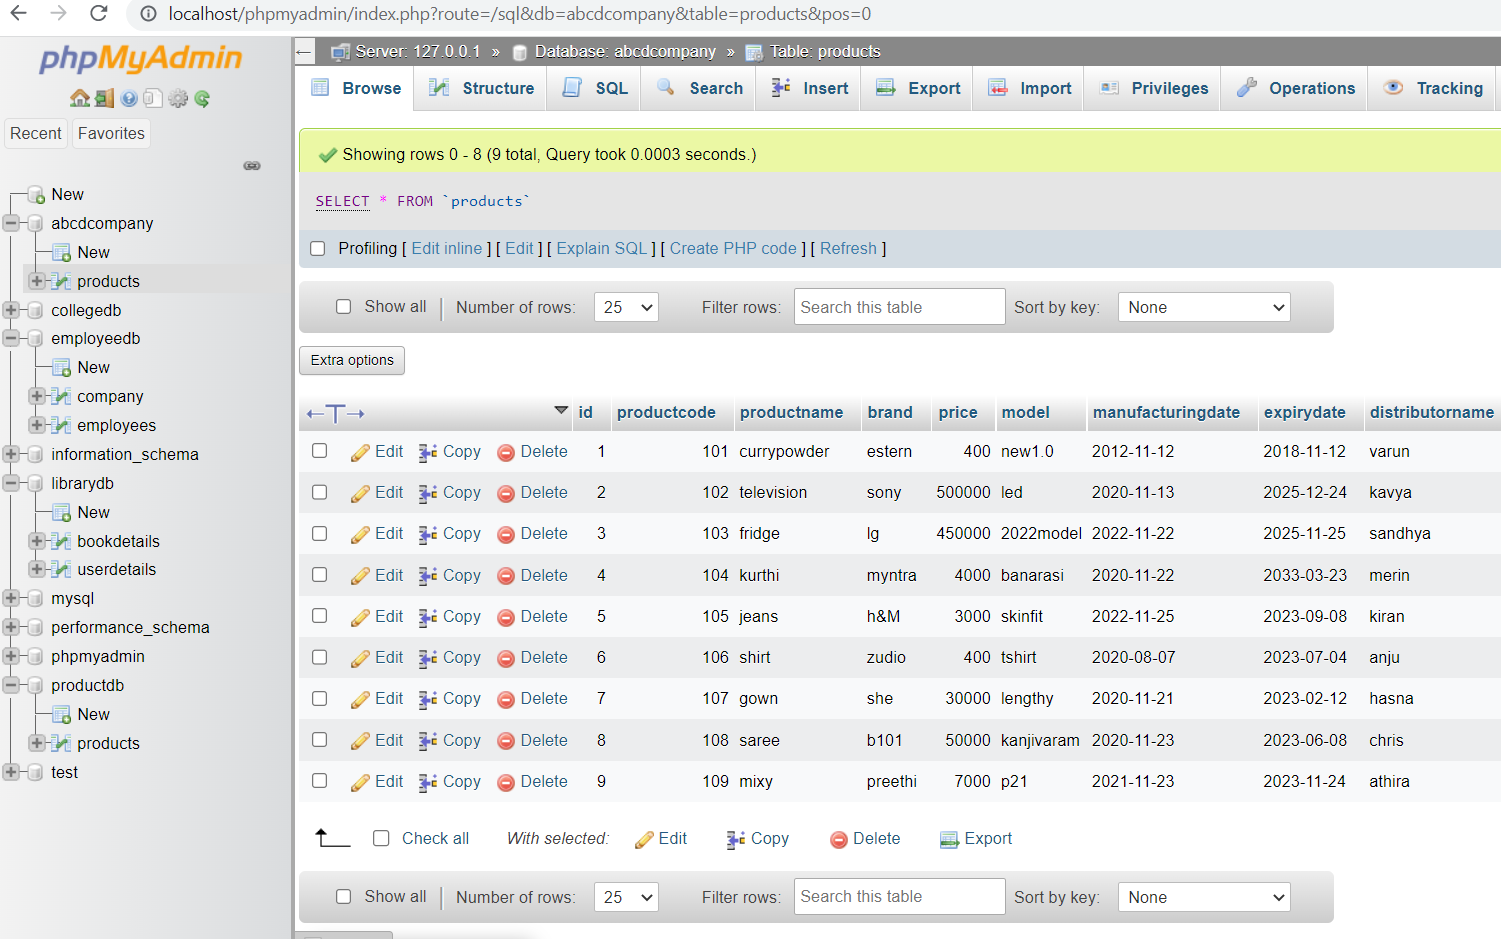 localhost/phpmyadmin/index.php?route=/sql&db=abcdcompany&table=products&pos=0
phpMyAdmin
Recent Favorites
New
abcdcompany
New
products
collegedb
employeedb
New
company
employees
information_schema
librarydb
New
bookdetails
userdetails
mysql
performance_schema
phpmyadmin
productdb
New
products
test
Server: 127.0.0.1 » Database: abcdcompany » Table: products
Browse Structure SQL Search Insert Export Import Privileges Operations Tracking
Showing rows 0 - 8 (9 total, Query took 0.0003 seconds.)
SELECT * FROM `products`
Profiling [ Edit inline ] [ Edit ] [ Explain SQL ] [ Create PHP code ] [ Refresh ]
Show all Number of rows: 25 Filter rows: Search this table Sort by key: None
Extra options
id productcode productname brand price model manufacturingdate expirydate distributorname
Edit Copy Delete 1 101 currypowder estern 400 new1.0 2012-11-12 2018-11-12 varun
Edit Copy Delete 2 102 television sony 500000 led 2020-11-13 2025-12-24 kavya
Edit Copy Delete 3 103 fridge lg 450000 2022model 2022-11-22 2025-11-25 sandhya
Edit Copy Delete 4 104 kurthi myntra 4000 banarasi 2020-11-22 2033-03-23 merin
Edit Copy Delete 5 105 jeans h&M 3000 skinfit 2022-11-25 2023-09-08 kiran
Edit Copy Delete 6 106 shirt zudio 400 tshirt 2020-08-07 2023-07-04 anju
Edit Copy Delete 7 107 gown she 30000 lengthy 2020-11-21 2023-02-12 hasna
Edit Copy Delete 8 108 saree b101 50000 kanjivaram 2020-11-23 2023-06-08 chris
Edit Copy Delete 9 109 mixy preethi 7000 p21 2021-11-23 2023-11-24 athira
Check all With selected: Edit Copy Delete Export
Show all Number of rows: 25 Filter rows: Search this table Sort by key: None